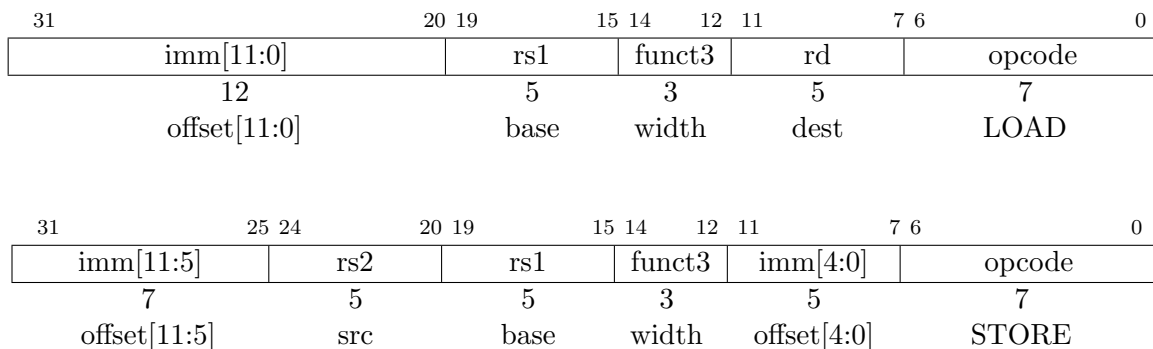 31 20 19 15 14 12 11 7 6 0
imm[11:0] rs1 funct3 rd opcode
12 5 3 5 7
offset[11:0] base width dest LOAD
31 25 24 20 19 15 14 12 11 7 6 0
imm[11:5] rs2 rs1 funct3 imm[4:0] opcode
7 5 5 3 5 7
offset[11:5] src base width offset[4:0] STORE